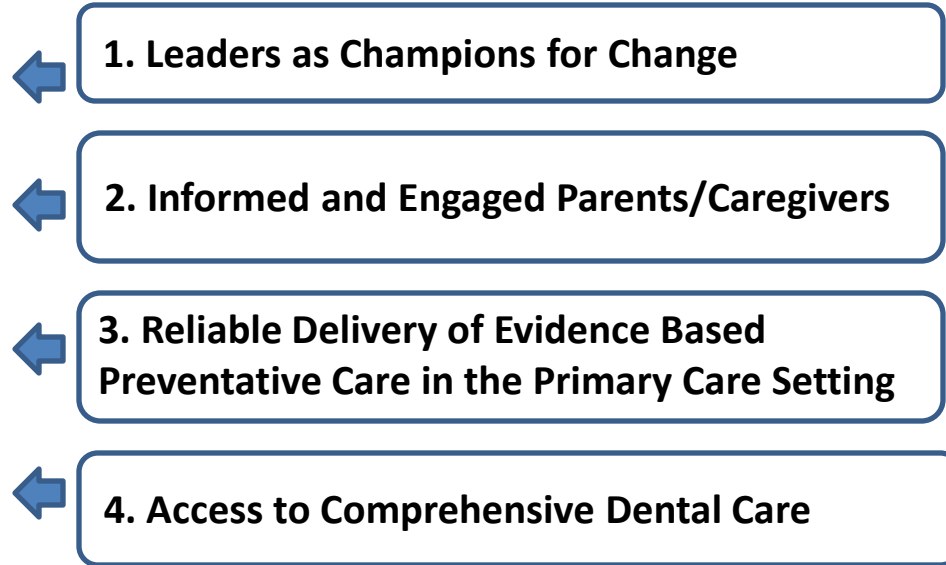 1. Leaders as Champions for Change
2. Informed and Engaged Parents/Caregivers
3. Reliable Delivery of Evidence Based
Preventative Care in the Primary Care Setting
4. Access to Comprehensive Dental Care